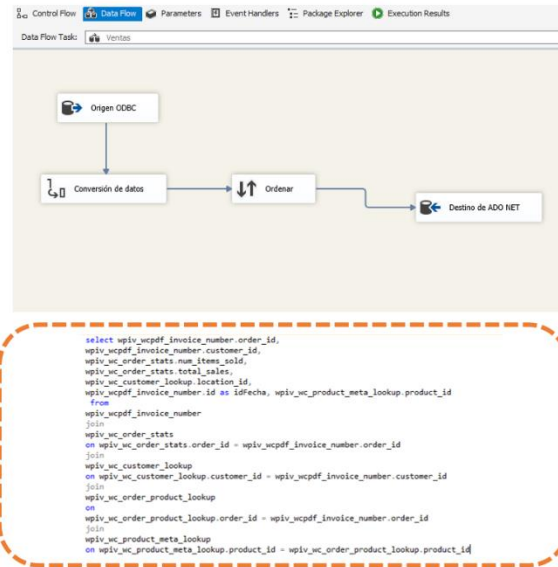 Control Flow Data Flow Parameters Event Handlers Package Explorer Execution Results
Data Flow Task: Ventas
Origen ODBC
Conversión de datos
Ordenar
Destino de ADO NET
select wpiv_wcpdf_invoice_number.order_id,
wpiv_wcpdf_invoice_number.customer_id,
wpiv_wc_order_stats.num_items_sold,
wpiv_wc_order_stats.total_sales,
wpiv_wc_customer_lookup.location_id,
wpiv_wcpdf_invoice_number.id as idFecha, wpiv_wc_product_meta_lookup.product_id
from
wpiv_wcpdf_invoice_number
join
wpiv_wc_order_stats
on wpiv_wc_order_stats.order_id = wpiv_wcpdf_invoice_number.order_id
join
wpiv_wc_customer_lookup
on wpiv_wc_customer_lookup.customer_id = wpiv_wcpdf_invoice_number.customer_id
join
wpiv_wc_order_product_lookup
on
wpiv_wc_order_product_lookup.order_id = wpiv_wcpdf_invoice_number.order_id
join
wpiv_wc_product_meta_lookup
on wpiv_wc_product_meta_lookup.product_id = wpiv_wc_order_product_lookup.product_id